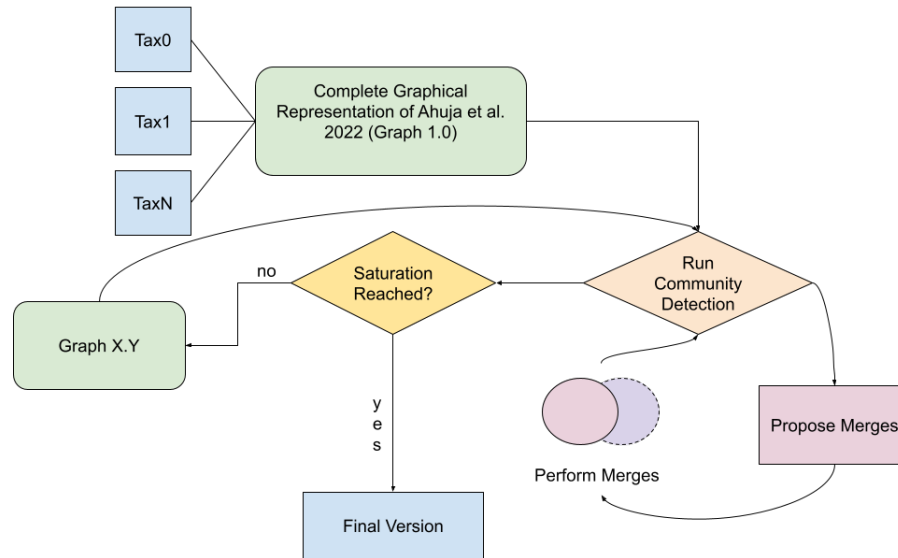 Tax0
Tax1
TaxN
Complete Graphical
Representation of Ahuja et al.
2022 (Graph 1.0)
Run
Community
Detection
Saturation
Reached?
no
Graph X.Y
yes
Final Version
Propose Merges
Perform Merges